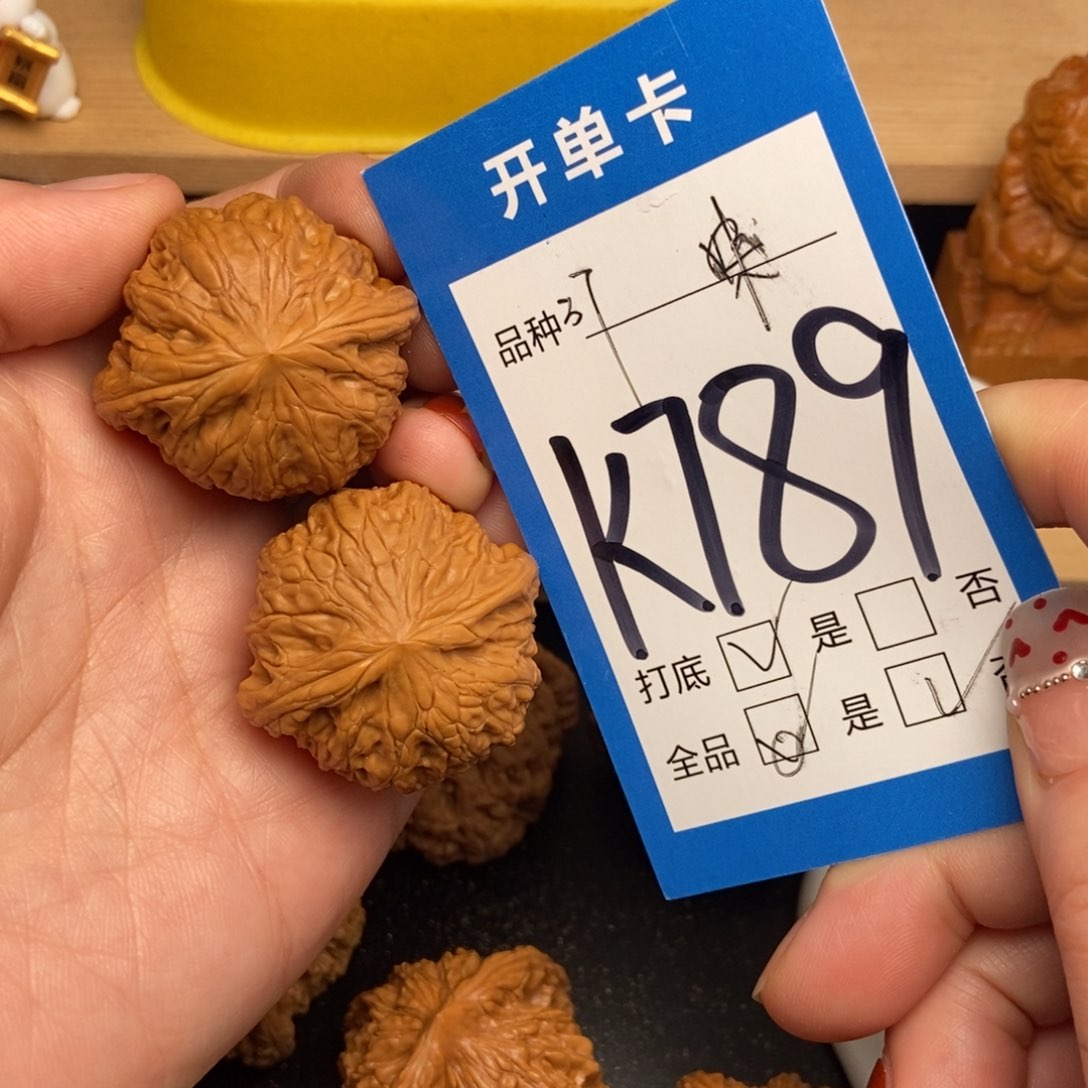 开单卡
品种
K789
打底 是 否
全品 是 否